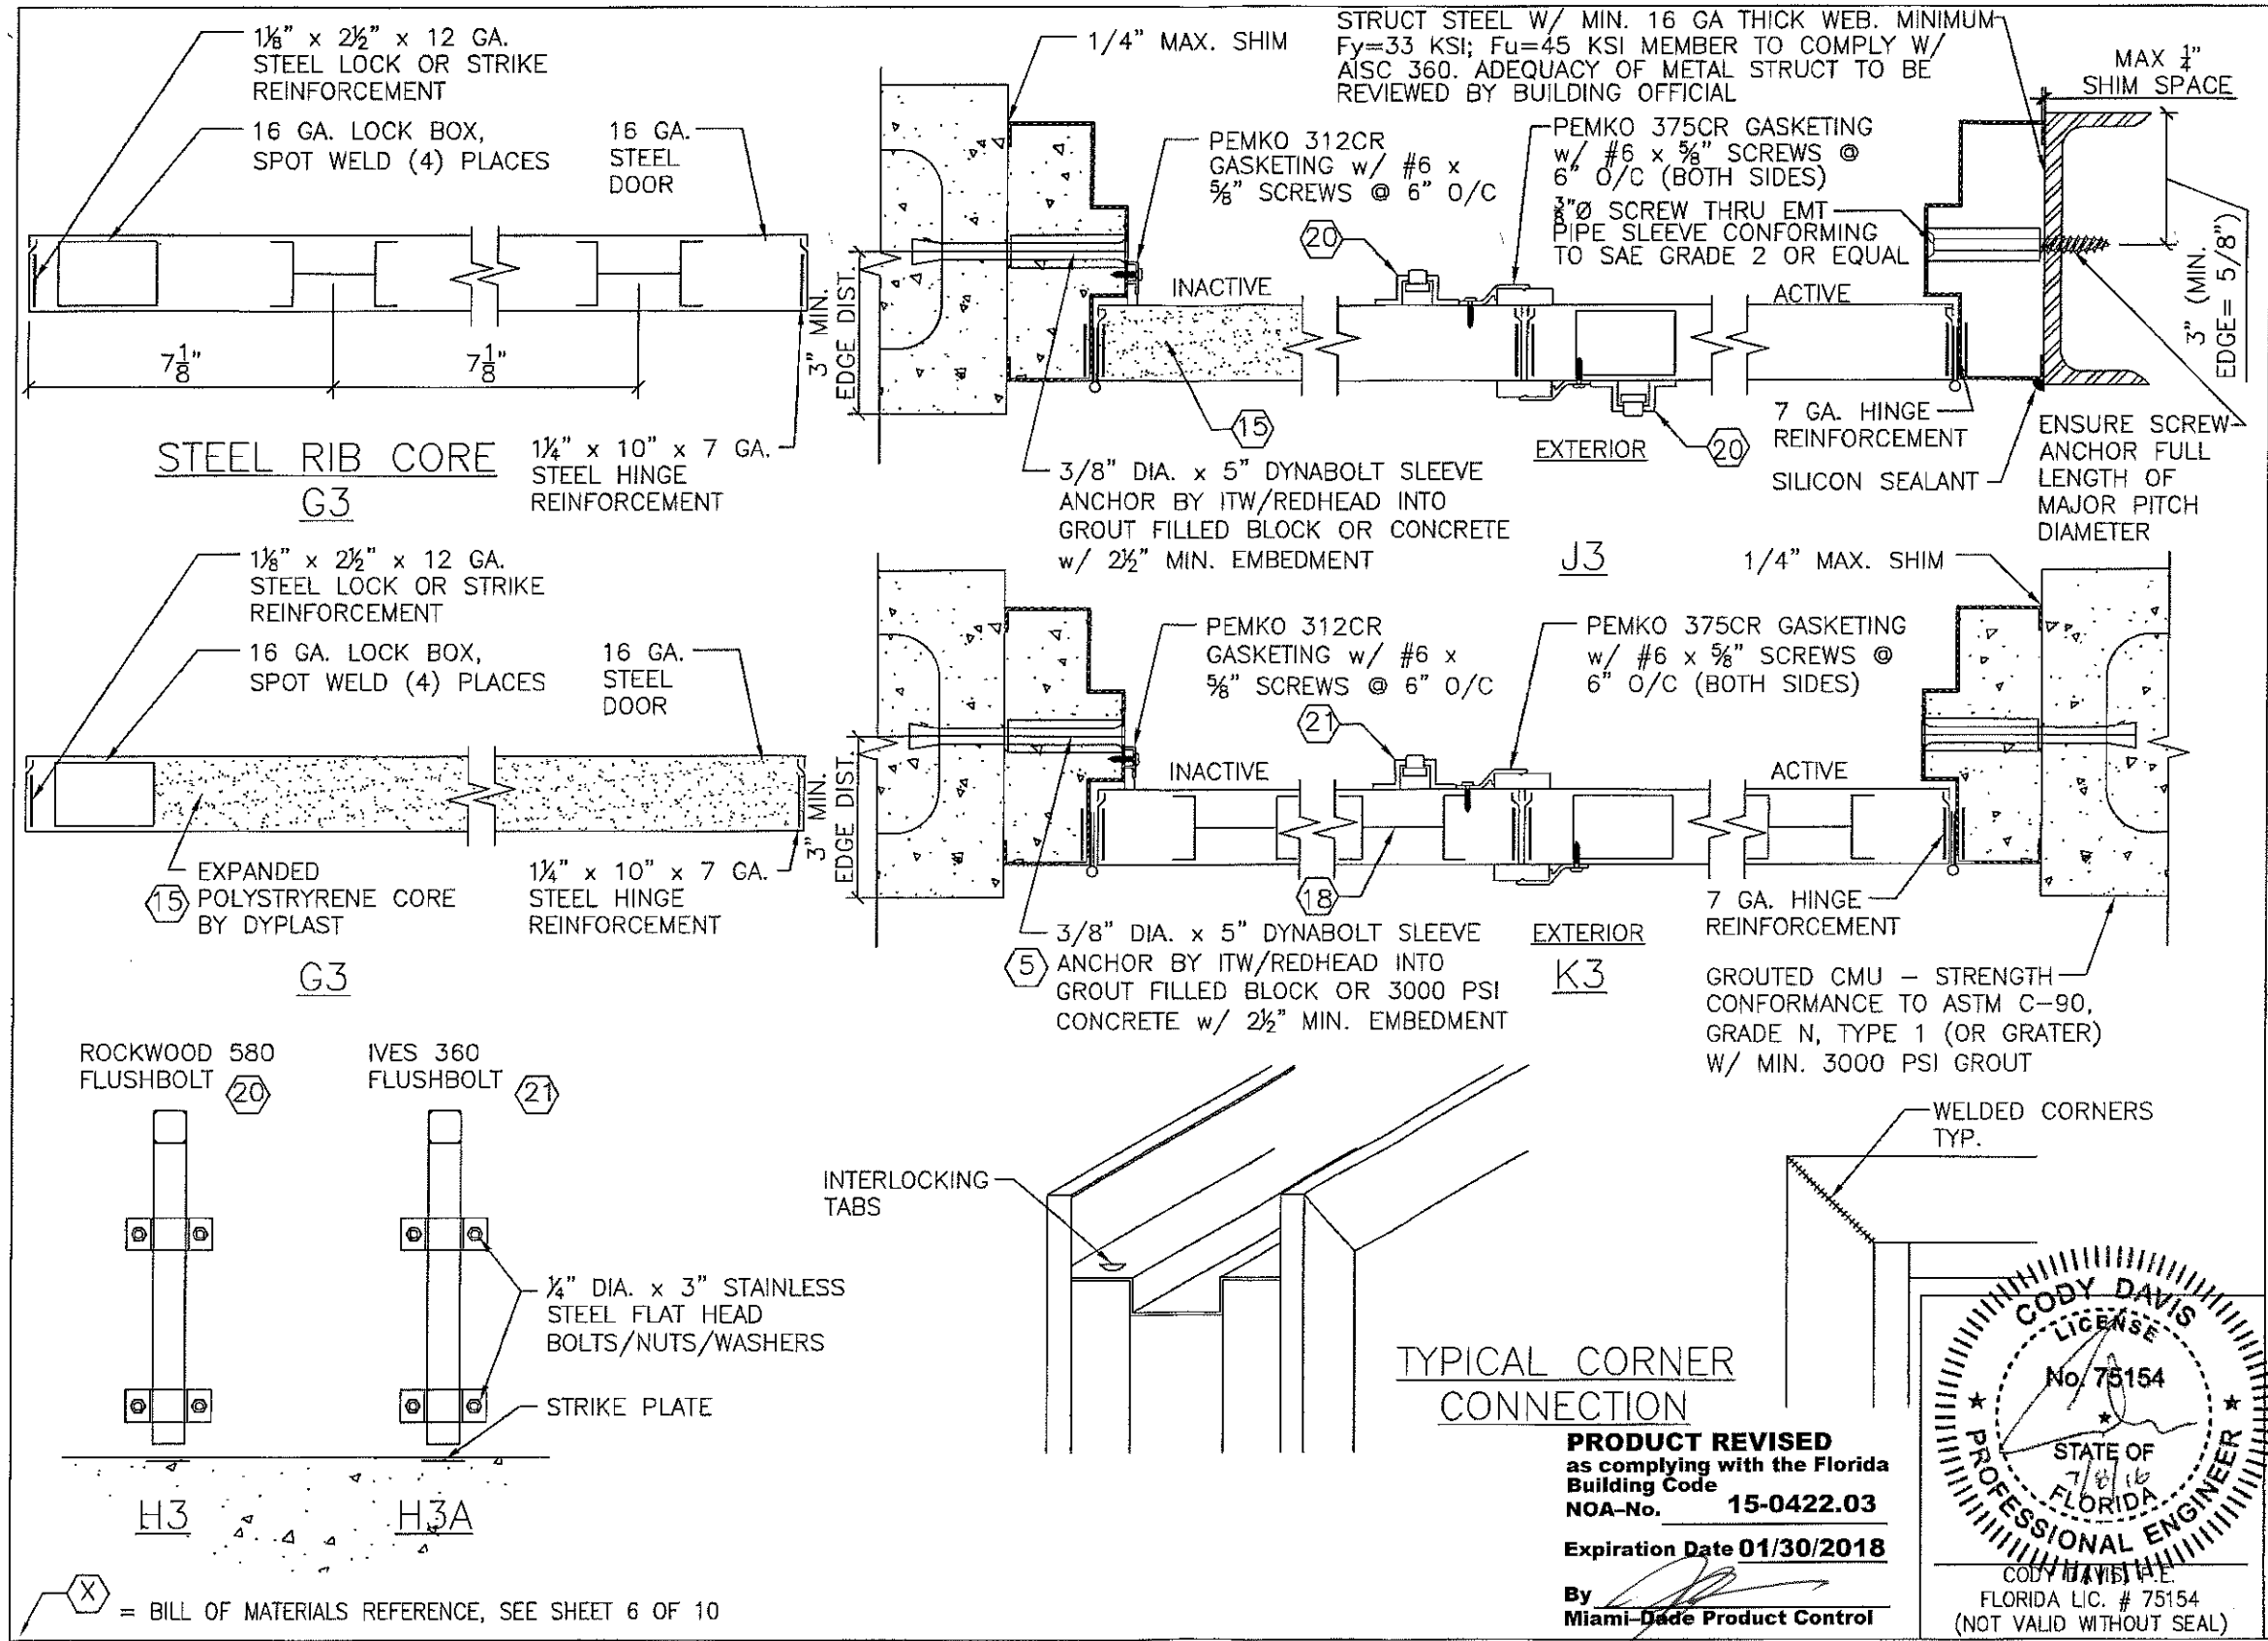 1⅛" x 2½" x 12 GA.
STEEL LOCK OR STRIKE
REINFORCEMENT
16 GA. LOCK BOX,
SPOT WELD (4) PLACES
16 GA.
STEEL
DOOR
7⅛"
7⅛"
STEEL RIB CORE
G3
1¼" x 10" x 7 GA.
STEEL HINGE
REINFORCEMENT
1/4" MAX. SHIM
STRUCT STEEL W/ MIN. 16 GA THICK WEB. MINIMUM
Fy=33 KSI; Fu=45 KSI MEMBER TO COMPLY W/
AISC 360. ADEQUACY OF METAL STRUCT TO BE
REVIEWED BY BUILDING OFFICIAL
MAX ¼"
SHIM SPACE
PEMKO 312CR
GASKETING w/ #6 x
⅝" SCREWS @ 6" O/C
PEMKO 375CR GASKETING
w/ #6 x ⅝" SCREWS @
6" O/C (BOTH SIDES)
⅜"Ø SCREW THRU EMT
PIPE SLEEVE CONFORMING
TO SAE GRADE 2 OR EQUAL
20
INACTIVE
ACTIVE
3" MIN.
EDGE DIST.
3" (MIN.
EDGE= 5/8")
15
EXTERIOR
20
7 GA. HINGE
REINFORCEMENT
SILICON SEALANT
ENSURE SCREW
ANCHOR FULL
LENGTH OF
MAJOR PITCH
DIAMETER
3/8" DIA. x 5" DYNABOLT SLEEVE
ANCHOR BY ITW/REDHEAD INTO
GROUT FILLED BLOCK OR CONCRETE
w/ 2½" MIN. EMBEDMENT
J3
1⅛" x 2½" x 12 GA.
STEEL LOCK OR STRIKE
REINFORCEMENT
16 GA. LOCK BOX,
SPOT WELD (4) PLACES
16 GA.
STEEL
DOOR
EXPANDED
15 POLYSTRYRENE CORE
BY DYPLAST
1¼" x 10" x 7 GA.
STEEL HINGE
REINFORCEMENT
G3
1/4" MAX. SHIM
PEMKO 312CR
GASKETING w/ #6 x
⅝" SCREWS @ 6" O/C
PEMKO 375CR GASKETING
w/ #6 x ⅝" SCREWS @
6" O/C (BOTH SIDES)
21
INACTIVE
ACTIVE
3" MIN.
EDGE DIST.
18
7 GA. HINGE
REINFORCEMENT
3/8" DIA. x 5" DYNABOLT SLEEVE
5 ANCHOR BY ITW/REDHEAD INTO
GROUT FILLED BLOCK OR 3000 PSI
CONCRETE w/ 2½" MIN. EMBEDMENT
EXTERIOR
K3
GROUTED CMU – STRENGTH
CONFORMANCE TO ASTM C-90,
GRADE N, TYPE 1 (OR GRATER)
W/ MIN. 3000 PSI GROUT
ROCKWOOD 580
FLUSHBOLT 20
IVES 360
FLUSHBOLT 21
¼" DIA. x 3" STAINLESS
STEEL FLAT HEAD
BOLTS/NUTS/WASHERS
STRIKE PLATE
H3
H3A
X = BILL OF MATERIALS REFERENCE, SEE SHEET 6 OF 10
INTERLOCKING
TABS
WELDED CORNERS
TYP.
TYPICAL CORNER
CONNECTION
PRODUCT REVISED
as complying with the Florida
Building Code
NOA-No. 15-0422.03
Expiration Date 01/30/2018
By
Miami-Dade Product Control
CODY DAVIS
LICENSE
No. 75154
STATE OF
7/8/16
FLORIDA
PROFESSIONAL ENGINEER
CODY DAVIS, P.E.
FLORIDA LIC. # 75154
(NOT VALID WITHOUT SEAL)